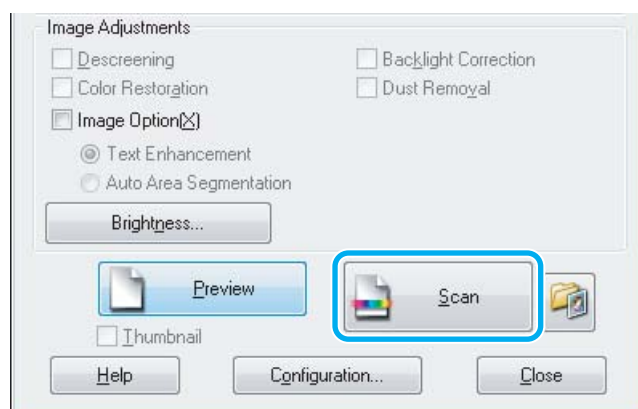 Image Adjustments
Descreening Backlight Correction
Color Restoration Dust Removal
Image Option(X)
Text Enhancement
Auto Area Segmentation
Brightness...
Preview Scan
Thumbnail
Help Configuration... Close